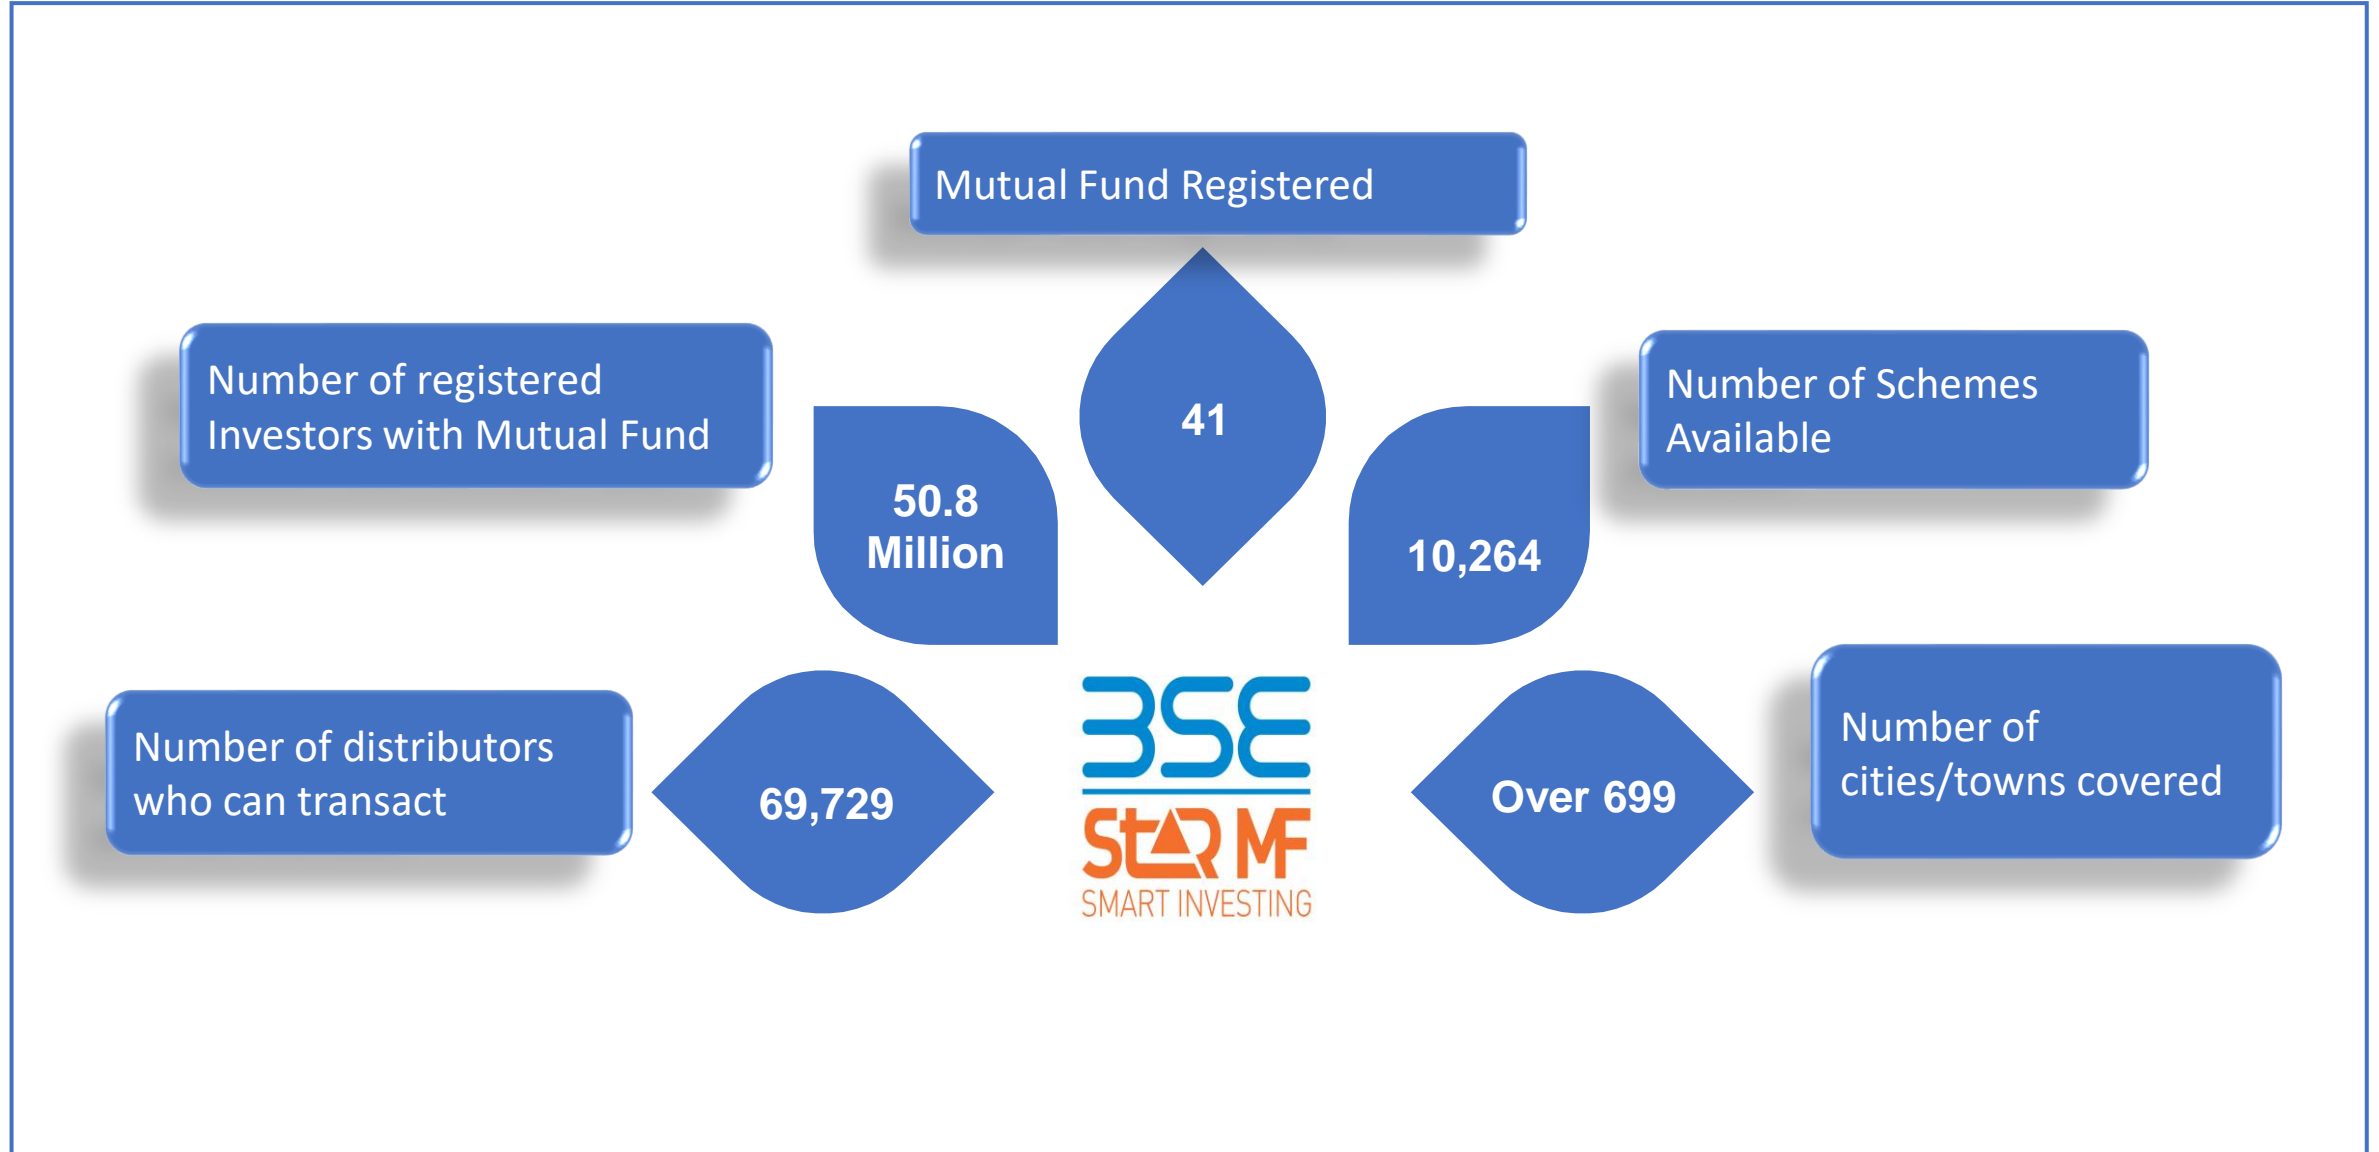 Mutual Fund Registered
41
Number of registered
Investors with Mutual Fund
50.8
Million
Number of Schemes
Available
10,264
Number of distributors
who can transact
69,729
Number of
cities/towns covered
Over 699
BSE
StAR MF
SMART INVESTING